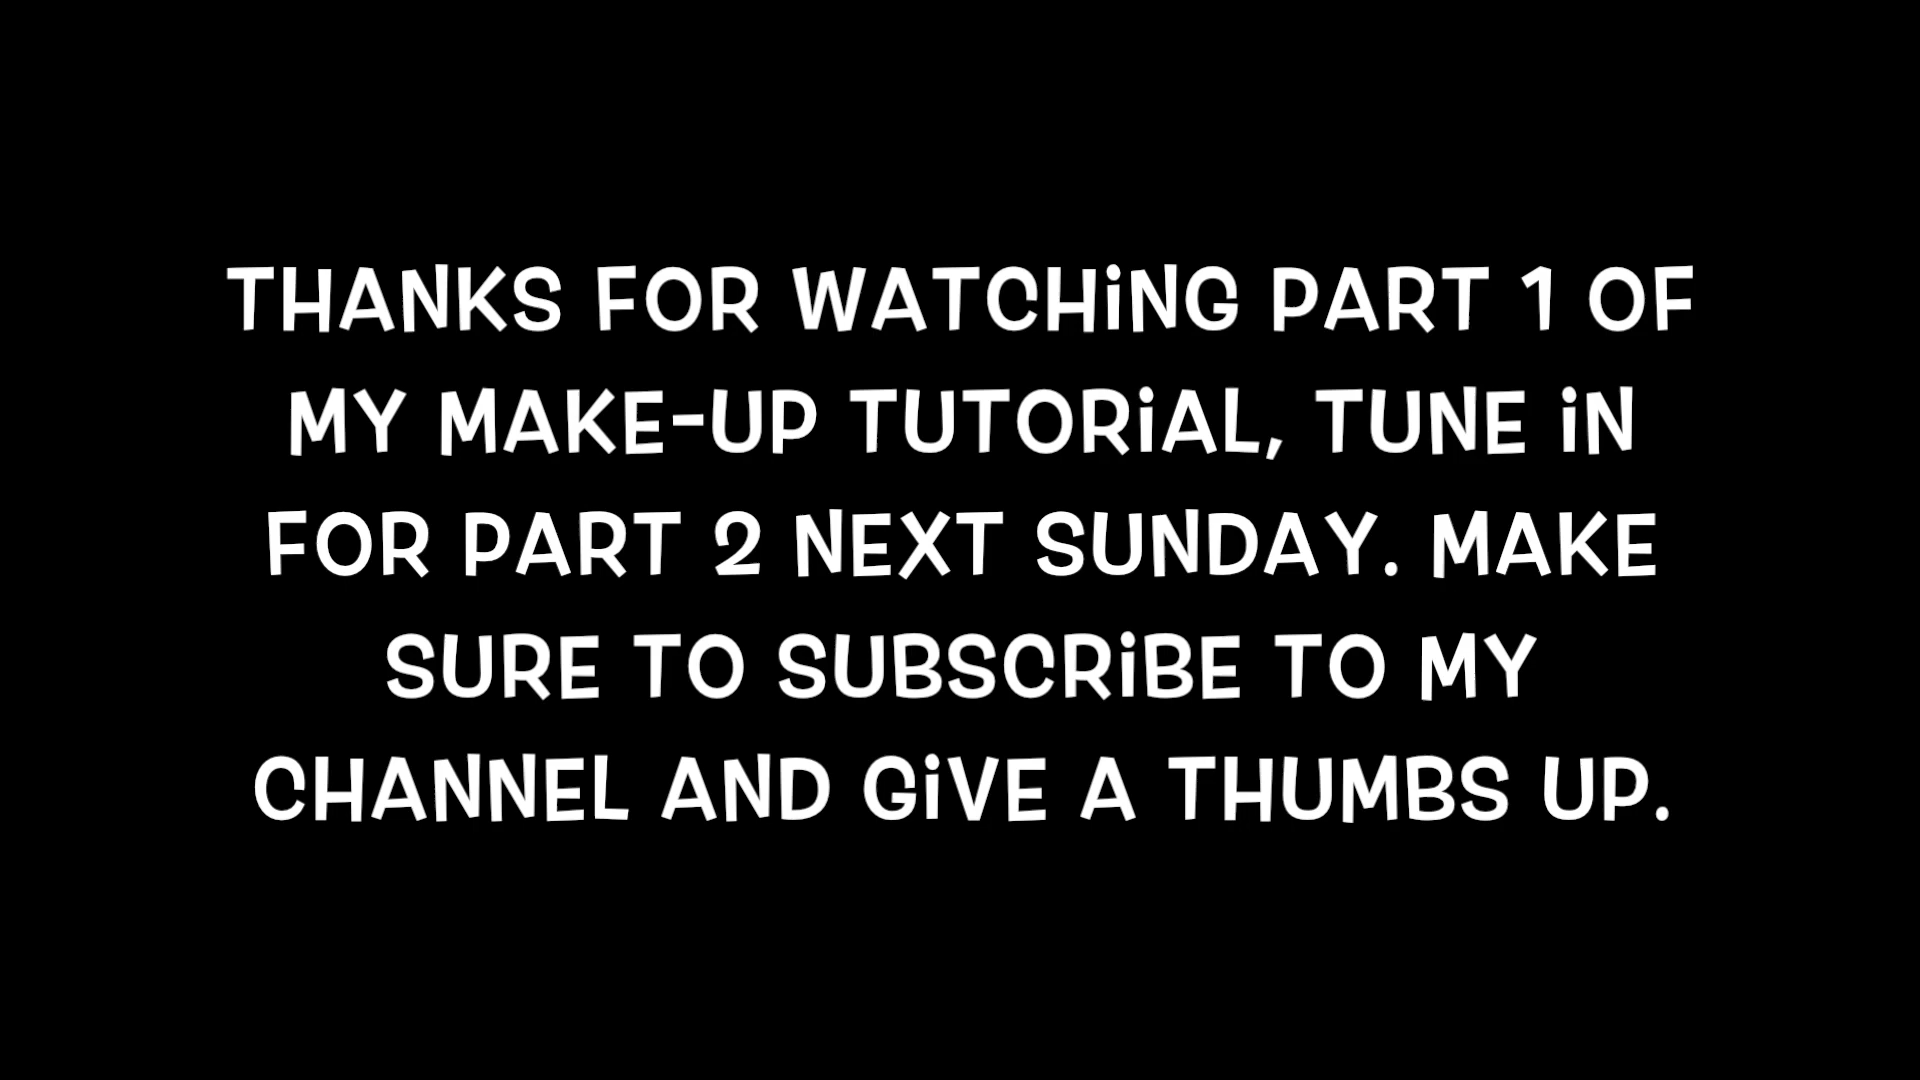 THANKS FOR WATCHiNG PART 1 OF
MY MAKE-UP TUTORiAL, TUNE iN
FOR PART 2 NEXT SUNDAY. MAKE
SURE TO SUBSCRiBE TO MY
CHANNEL AND GiVE A THUMBS UP.